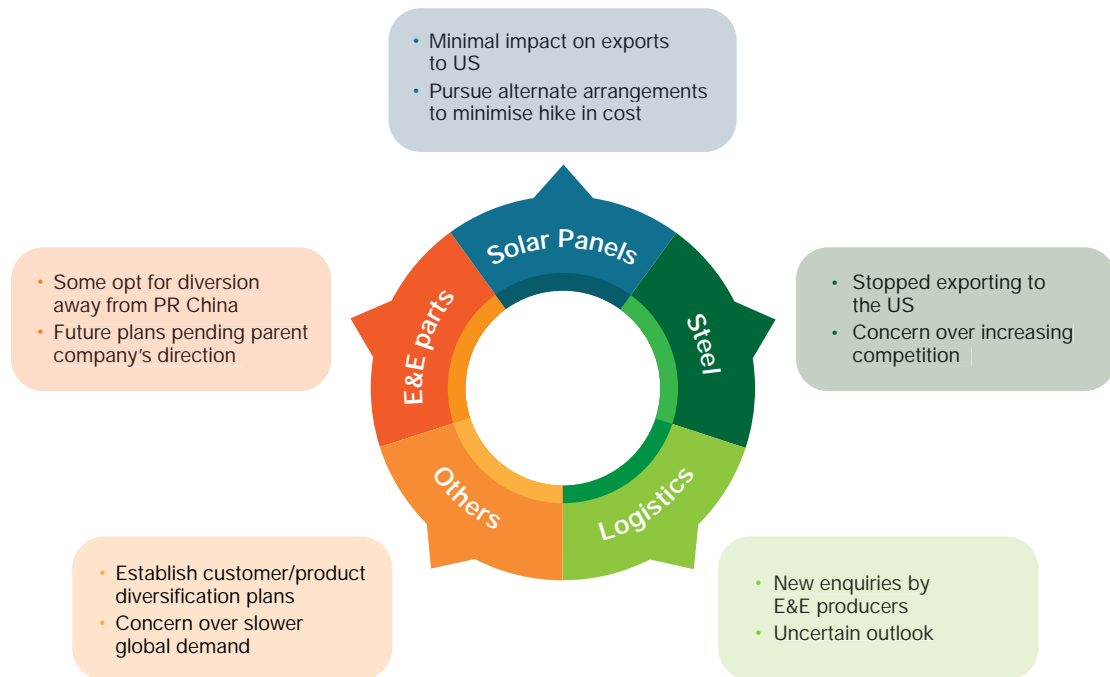 • Minimal impact on exports
to US
• Pursue alternate arrangements
to minimise hike in cost
Solar Panels
• Some opt for diversion
away from PR China
• Future plans pending parent
company's direction
E&E parts
Steel
• Stopped exporting to
the US
• Concern over increasing
competition
Others
Logistics
• Establish customer/product
diversification plans
• Concern over slower
global demand
• New enquiries by
E&E producers
• Uncertain outlook